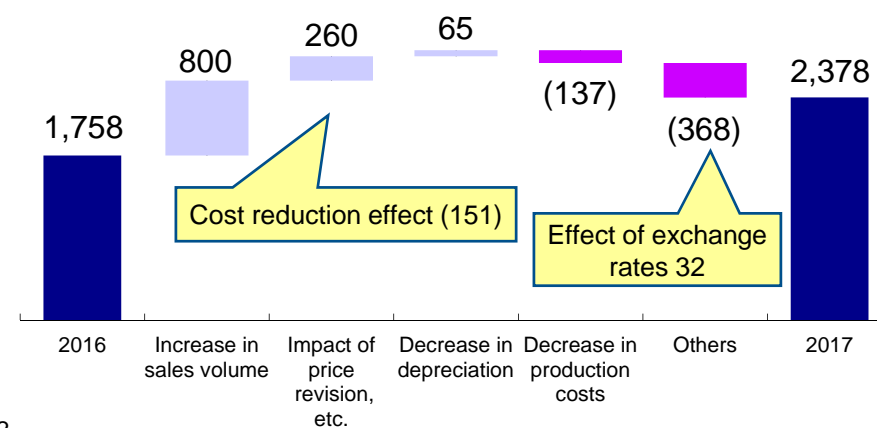 1,758
800
260
65
(137)
(368)
2,378
Cost reduction effect (151)
Effect of exchange
rates 32
2016
Increase in
sales volume
Impact of
price
revision,
etc.
Decrease in
depreciation
Decrease in
production
costs
Others
2017